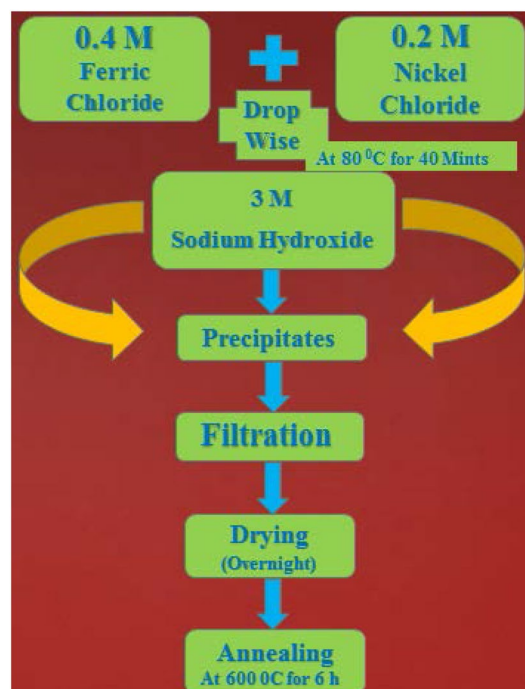 0.4 M
Ferric
Chloride
0.2 M
Nickel
Chloride
Drop
Wise
At 80 ⁰C for 40 Mints
3 M
Sodium Hydroxide
Precipitates
Filtration
Drying
(Overnight)
Annealing
At 600 0C for 6 h